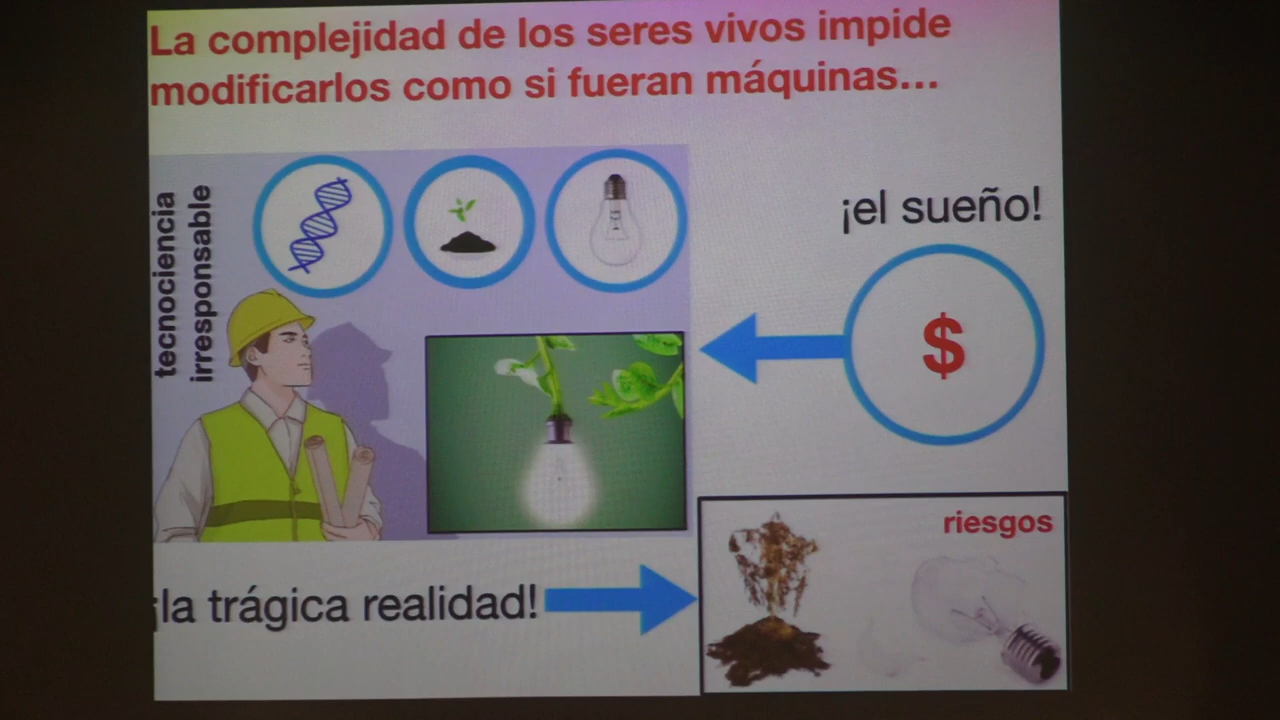 La complejidad de los seres vivos impide
modificarlos como si fueran máquinas...
tecnociencia
irresponsable
¡el sueño!
$
riesgos
¡la trágica realidad!